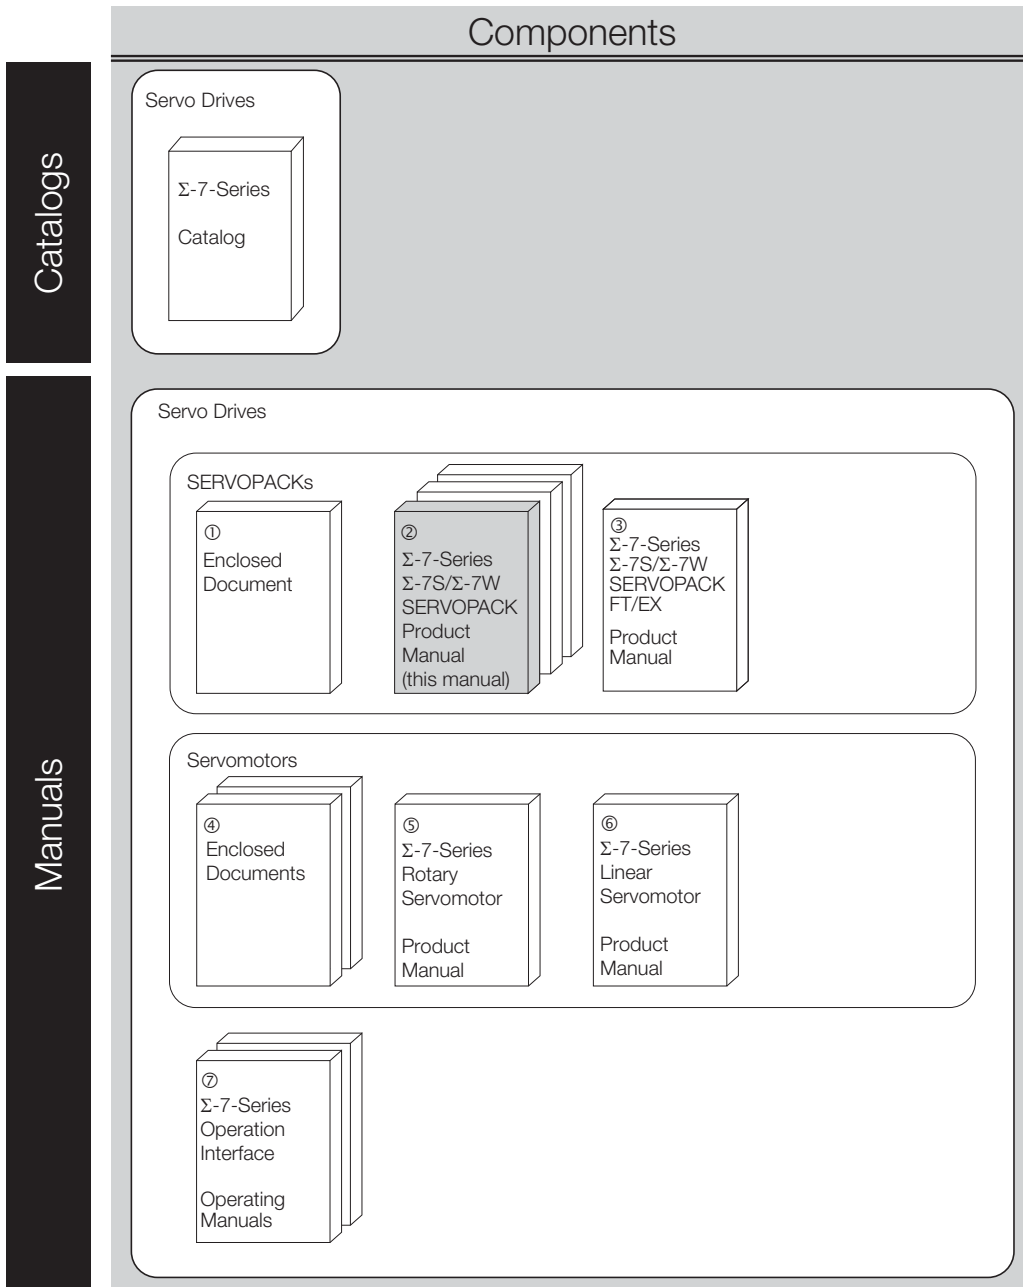 Components
Catalogs
Servo Drives
Σ-7-Series
Catalog
Manuals
Servo Drives
SERVOPACKs
①
Enclosed
Document
②
Σ-7-Series
Σ-7S/Σ-7W
SERVOPACK
Product
Manual
(this manual)
③
Σ-7-Series
Σ-7S/Σ-7W
SERVOPACK
FT/EX
Product
Manual
Servomotors
④
Enclosed
Documents
⑤
Σ-7-Series
Rotary
Servomotor
Product
Manual
⑥
Σ-7-Series
Linear
Servomotor
Product
Manual
⑦
Σ-7-Series
Operation
Interface
Operating
Manuals